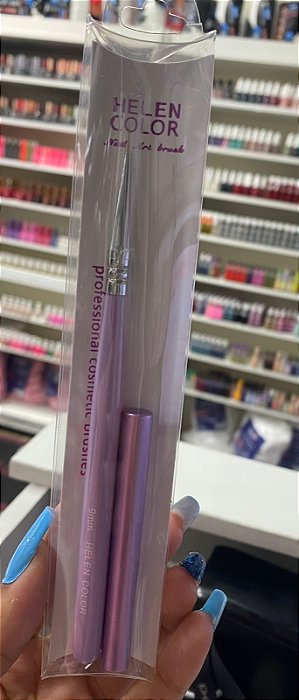 HELEN
COLOR
Nail Art brush
professional cosmetic brushes
9mm HELEN COLOR